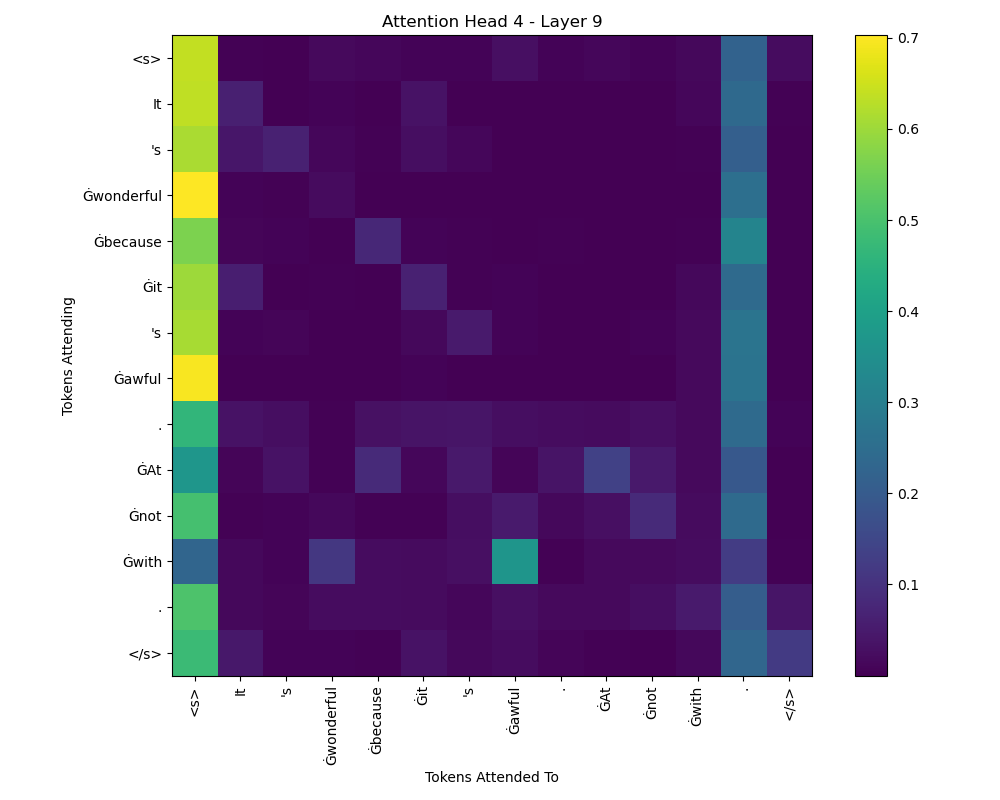 Attention Head 4 - Layer 9
<s>
It
's
Ġwonderful
Ġbecause
Ġit
's
Ġawful
.
ĠAt
Ġnot
Ġwith
.
</s>
Tokens Attending
<s>
It
's
Ġwonderful
Ġbecause
Ġit
's
Ġawful
.
ĠAt
Ġnot
Ġwith
.
</s>
Tokens Attended To
0.7
0.6
0.5
0.4
0.3
0.2
0.1